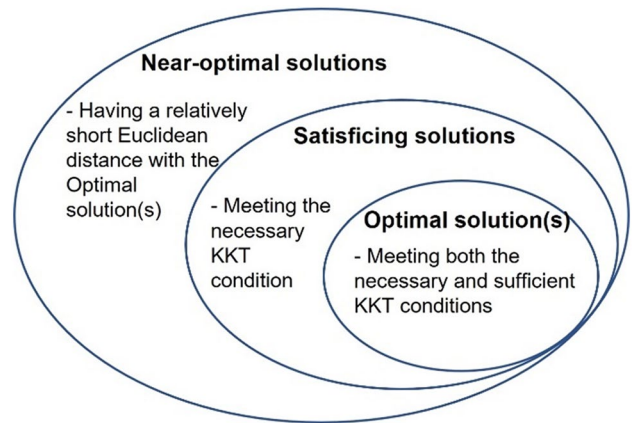 Near-optimal solutions
- Having a relatively
short Euclidean
distance with the
Optimal
solution(s)
Satisficing solutions
- Meeting the
necessary
KKT
condition
Optimal solution(s)
- Meeting both the
necessary and sufficient
KKT conditions